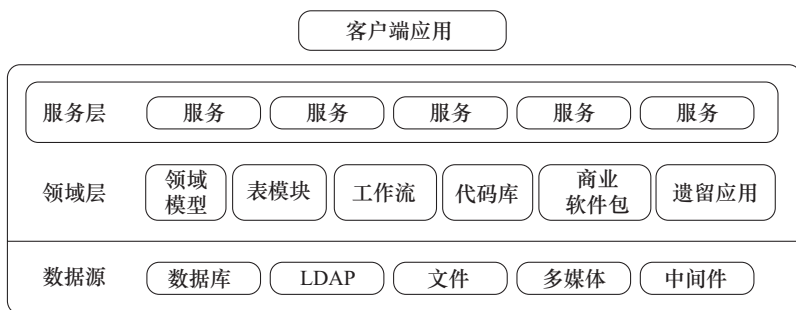 客户端应用
服务层 服务 服务 服务 服务 服务
领域层 领域模型 表模块 工作流 代码库 商业软件包 遗留应用
数据源 数据库 LDAP 文件 多媒体 中间件